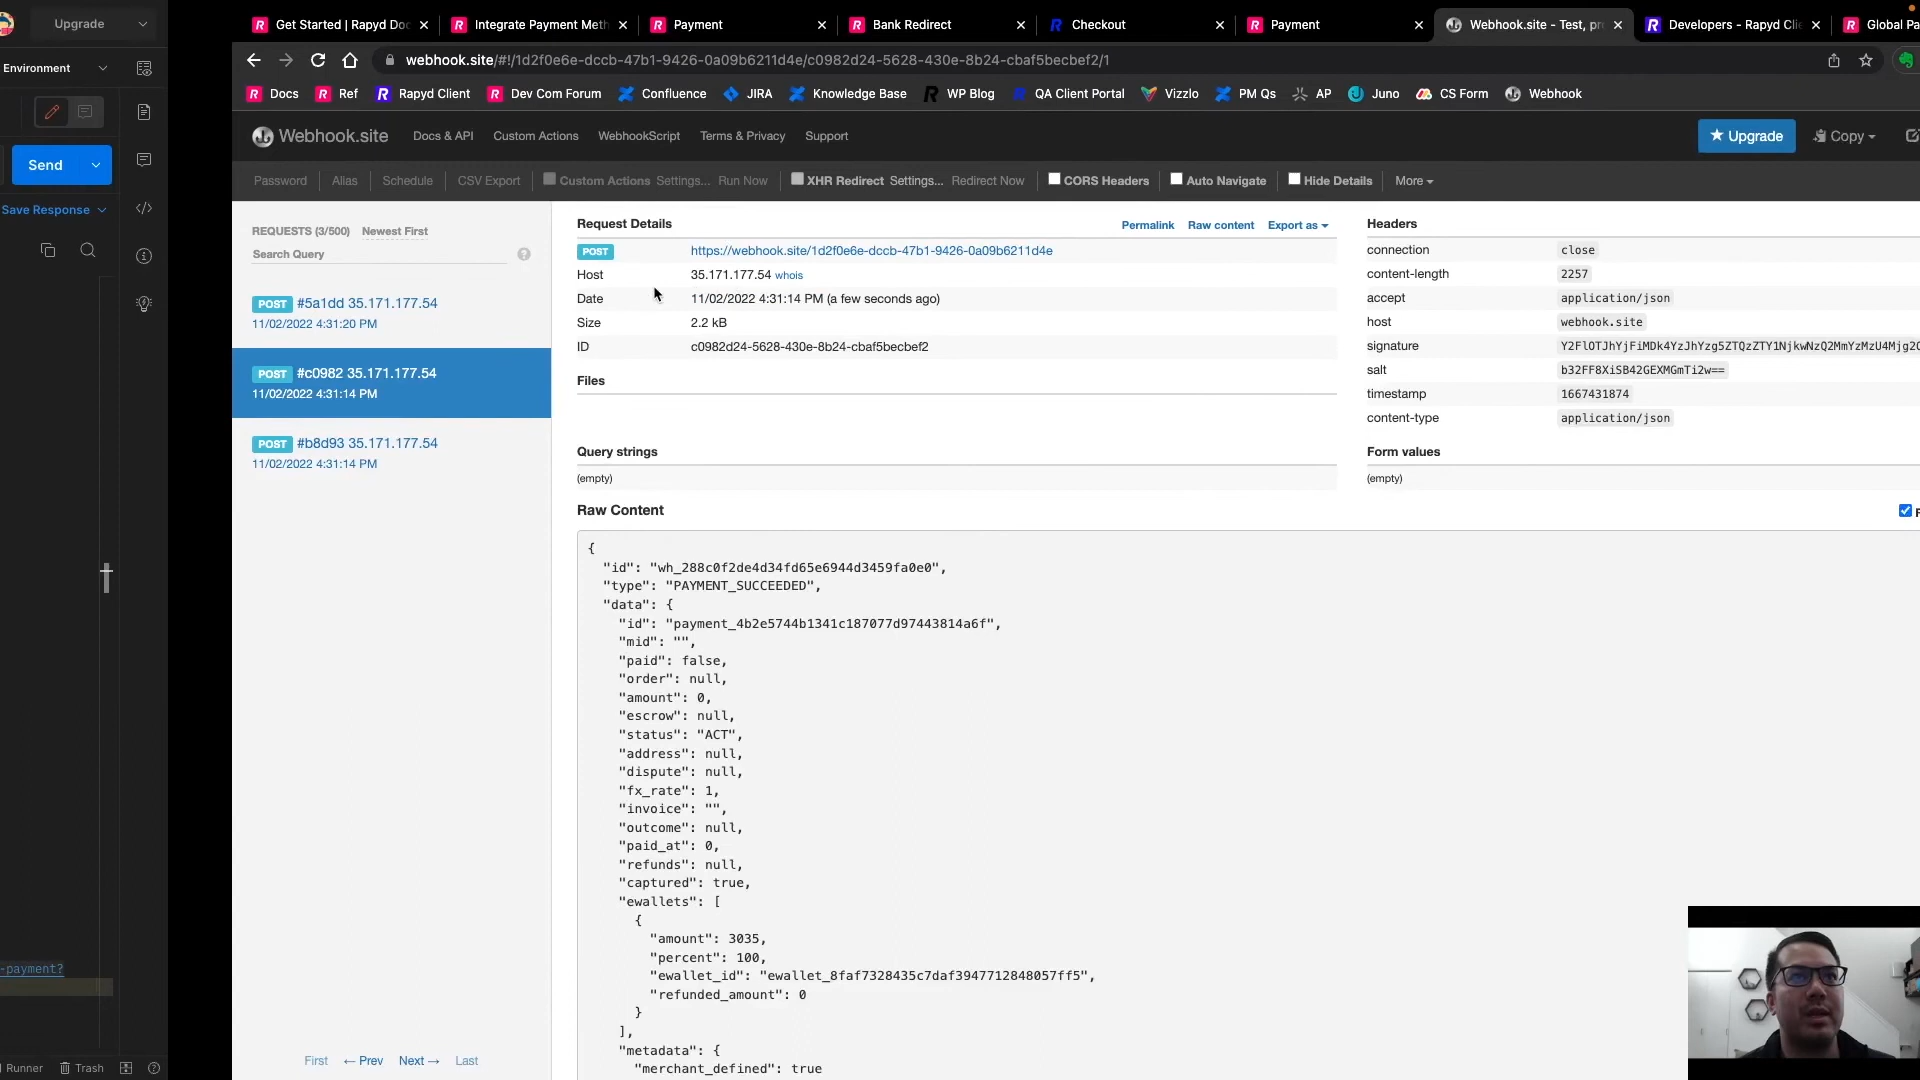 Upgrade
Environment
Send
Save Response
-payment?
Runner Trash
Get Started | Rapyd Doc
Integrate Payment Meth
Payment
Bank Redirect
Checkout
Payment
Webhook.site - Test, pr
Developers - Rapyd Clie
Global Pa
webhook.site/#!/1d2f0e6e-dccb-47b1-9426-0a09b6211d4e/c0982d24-5628-430e-8b24-cbaf5becbef2/1
Docs Ref Rapyd Client Dev Com Forum Confluence JIRA Knowledge Base WP Blog QA Client Portal Vizzlo PM Qs AP Juno CS Form Webhook
Webhook.site Docs & API Custom Actions WebhookScript Terms & Privacy Support Upgrade Copy
Password Alias Schedule CSV Export Custom Actions Settings... Run Now XHR Redirect Settings... Redirect Now CORS Headers Auto Navigate Hide Details More
REQUESTS (3/500) Newest First
Search Query
POST #5a1dd 35.171.177.54
11/02/2022 4:31:20 PM
POST #c0982 35.171.177.54
11/02/2022 4:31:14 PM
POST #b8d93 35.171.177.54
11/02/2022 4:31:14 PM
First ← Prev Next → Last
Request Details Permalink Raw content Export as
POST https://webhook.site/1d2f0e6e-dccb-47b1-9426-0a09b6211d4e
Host 35.171.177.54 whois
Date 11/02/2022 4:31:14 PM (a few seconds ago)
Size 2.2 kB
ID c0982d24-5628-430e-8b24-cbaf5becbef2
Files
Query strings
(empty)
Headers
connection close
content-length 2257
accept application/json
host webhook.site
signature
salt b32FF8XiSB42GEXMGmTi2w==
timestamp 1667431874
content-type application/json
Form values
(empty)
Raw Content
{
"id": "wh_288c0f2de4d34fd65e6944d3459fa0e0",
"type": "PAYMENT_SUCCEEDED",
"data": {
"id": "payment_4b2e5744b1341c187077d97443814a6f",
"mid": "",
"paid": false,
"order": null,
"amount": 0,
"escrow": null,
"status": "ACT",
"address": null,
"dispute": null,
"fx_rate": 1,
"invoice": "",
"outcome": null,
"paid_at": 0,
"refunds": null,
"captured": true,
"ewallets": [
{
"amount": 3035,
"percent": 100,
"ewallet_id": "ewallet_8faf7328435c7daf3947712848057ff5",
"refunded_amount": 0
}
],
"metadata": {
"merchant_defined": true